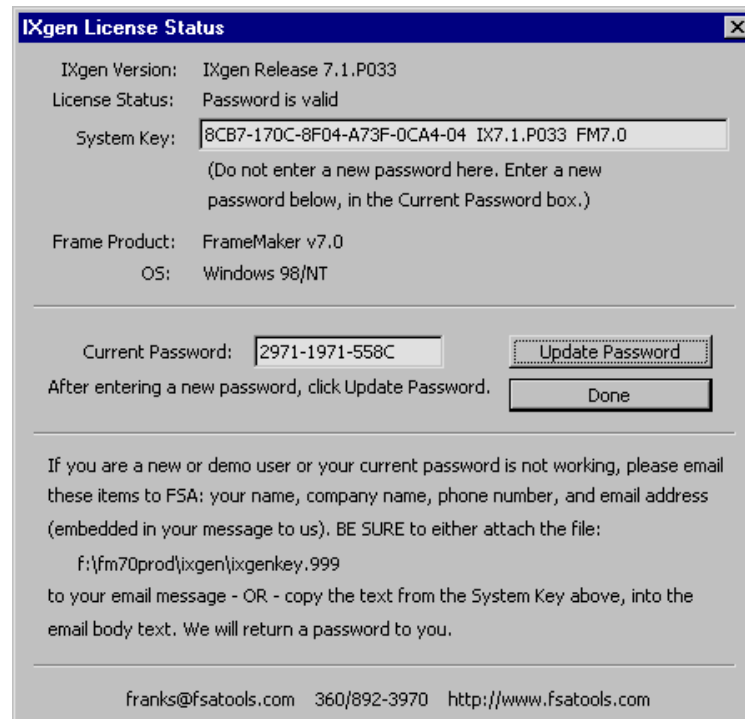 IXgen License Status
IXgen Version: IXgen Release 7.1.P033
License Status: Password is valid
System Key: 8CB7-170C-8F04-A73F-0CA4-04 IX7.1.P033 FM7.0
(Do not enter a new password here. Enter a new
password below, in the Current Password box.)
Frame Product: FrameMaker v7.0
OS: Windows 98/NT
Current Password: 2971-1971-558C Update Password
After entering a new password, click Update Password. Done
If you are a new or demo user or your current password is not working, please email
these items to FSA: your name, company name, phone number, and email address
(embedded in your message to us). BE SURE to either attach the file:
f:\fm70prod\ixgen\ixgenkey.999
to your email message - OR - copy the text from the System Key above, into the
email body text. We will return a password to you.
franks@fsatools.com 360/892-3970 http://www.fsatools.com